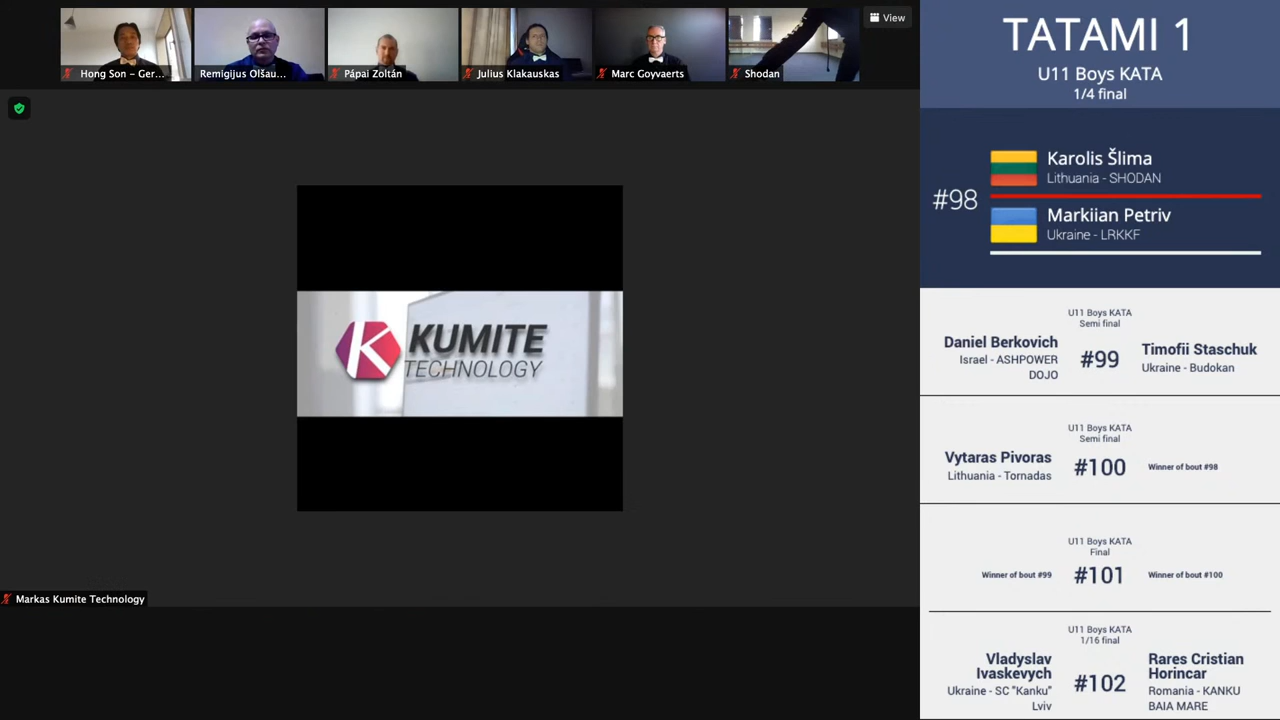 View
Hong Son – Ger...
Remigijus Olšau...
Pápai Zoltán
Julius Klakauskas
Marc Goyvaerts
Shodan
KUMITE
TECHNOLOGY
Markas Kumite Technology
TATAMI 1
U11 Boys KATA
1/4 final
#98
Karolis Šlima
Lithuania - SHODAN
Markiian Petriv
Ukraine - LRKKF
U11 Boys KATA
Semi final
Daniel Berkovich
Israel - ASHPOWER
DOJO
#99
Timofii Staschuk
Ukraine - Budokan
U11 Boys KATA
Semi final
Vytaras Pivoras
Lithuania - Tornadas
#100
Winner of bout #98
U11 Boys KATA
Final
Winner of bout #99
#101
Winner of bout #100
U11 Boys KATA
1/16 final
Vladyslav
Ivaskevych
Ukraine - SC "Kanku"
Lviv
#102
Rares Cristian
Horincar
Romania - KANKU
BAIA MARE